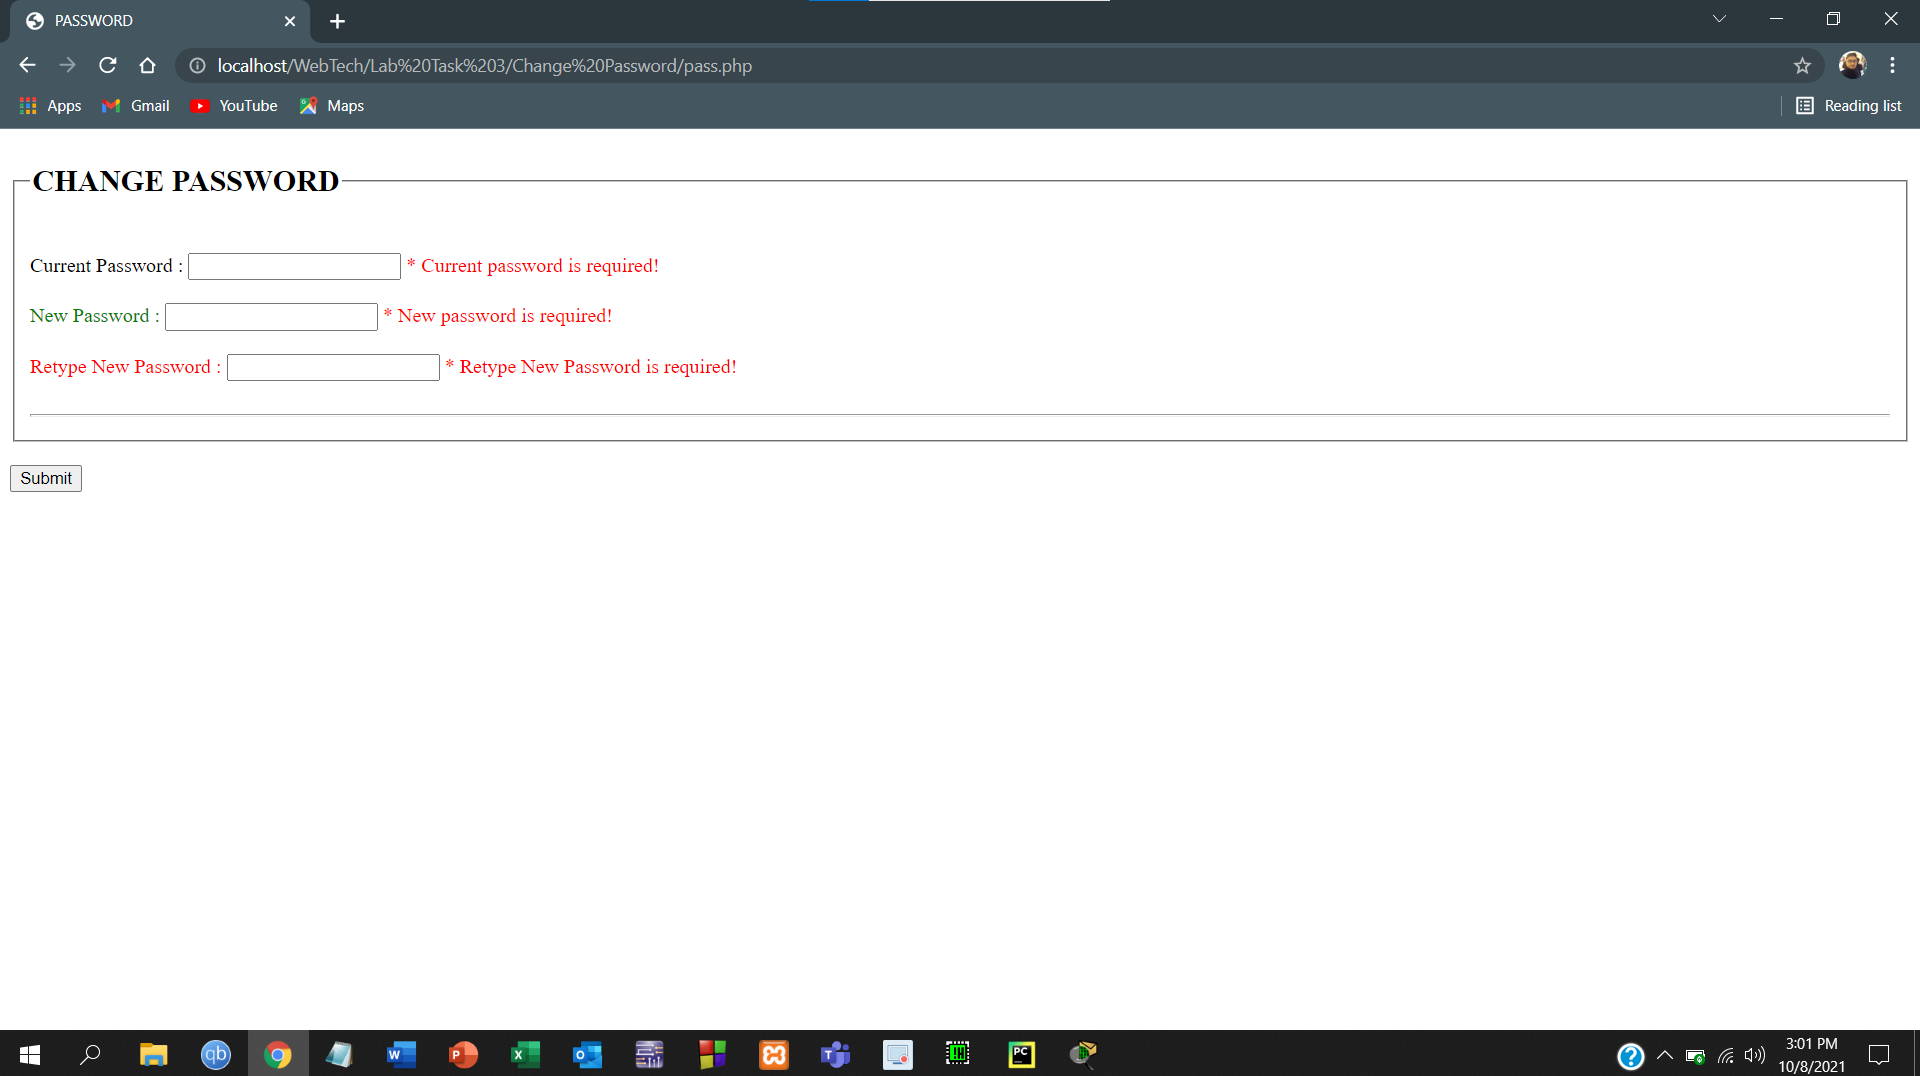 PASSWORD
localhost/WebTech/Lab%20Task%203/Change%20Password/pass.php
Apps Gmail YouTube Maps Reading list
CHANGE PASSWORD
Current Password : * Current password is required!
New Password : * New password is required!
Retype New Password : * Retype New Password is required!
Submit
qb W P X O T PC ? 3:01 PM
10/8/2021